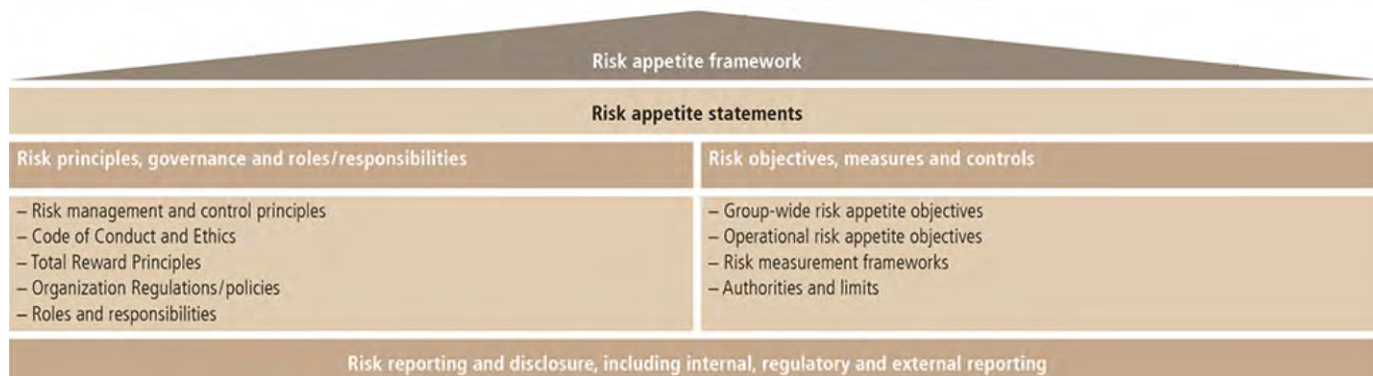 Risk appetite framework
Risk appetite statements
Risk principles, governance and roles/responsibilities
– Risk management and control principles
– Code of Conduct and Ethics
– Total Reward Principles
– Organization Regulations/policies
– Roles and responsibilities
Risk objectives, measures and controls
– Group-wide risk appetite objectives
– Operational risk appetite objectives
– Risk measurement frameworks
– Authorities and limits
Risk reporting and disclosure, including internal, regulatory and external reporting